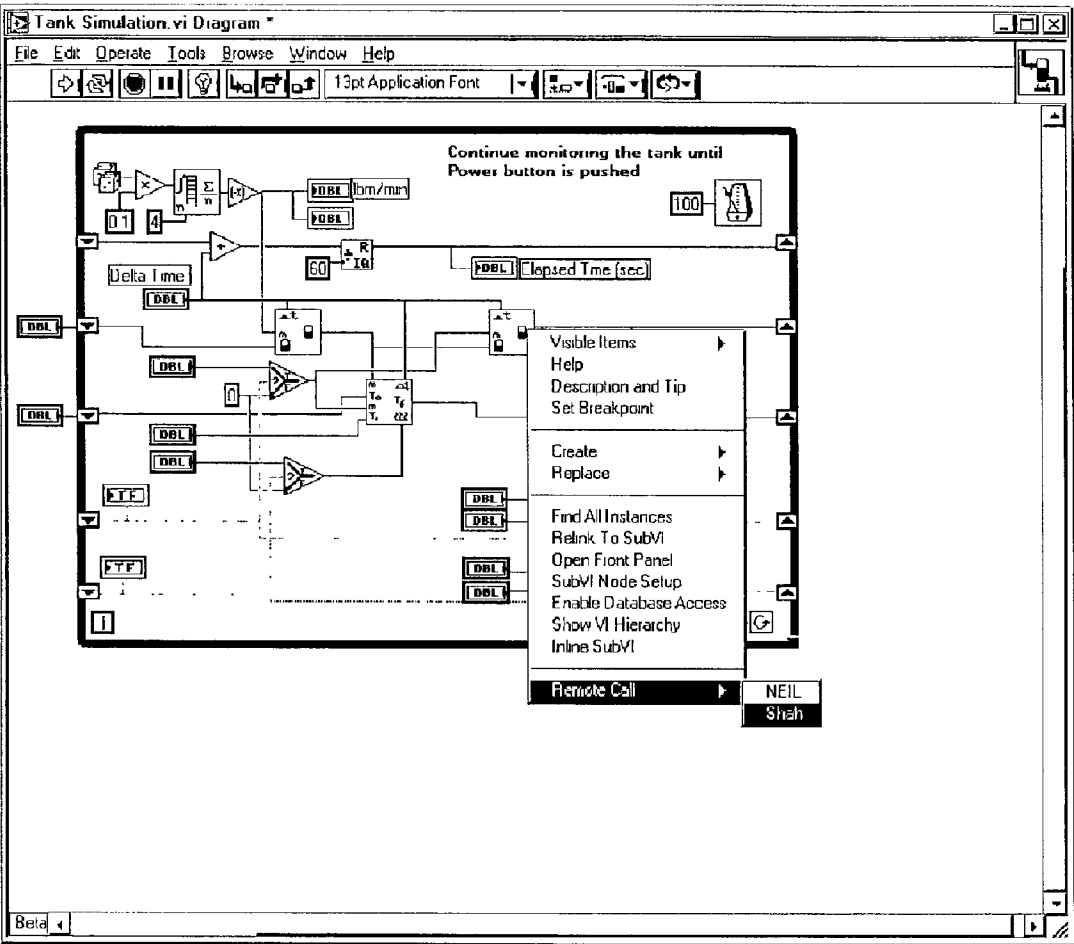 Tank Simulation.vi Diagram *
File Edit Operate Tools Browse Window Help
13pt Application Font
Continue monitoring the tank until
Power button is pushed
DBL lbm/min
DBL
100
0.1 4
60
R
IQ
DBL Elapsed Time (sec)
Delta Time
DBL
DBL
DBL
0
DBL
DBL
DBL
TF
TF
DBL
DBL
DBL
DBL
i
Visible Items
Help
Description and Tip
Set Breakpoint
Create
Replace
Find All Instances
Relink To SubVI
Open Front Panel
SubVI Node Setup
Enable Database Access
Show VI Hierarchy
Inline SubVI
Remote Call
NEIL
Shah
Beta